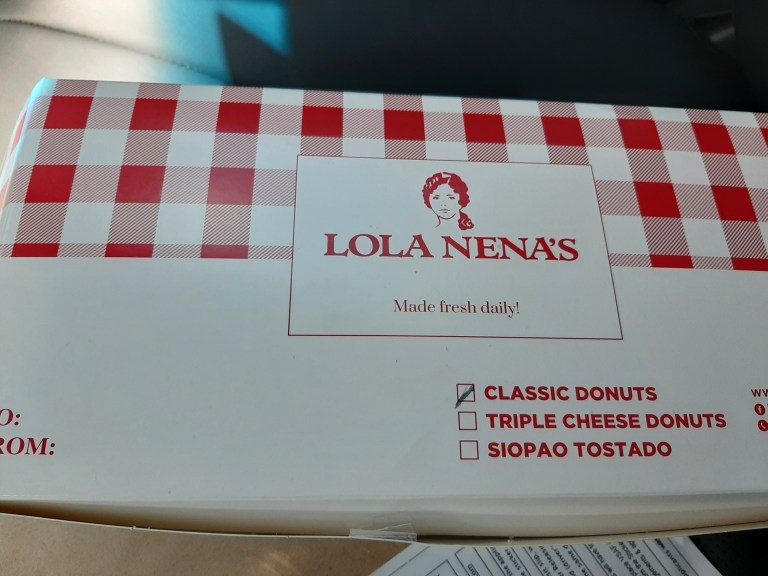 LOLA NENA'S
Made fresh daily!
CLASSIC DONUTS
TRIPLE CHEESE DONUTS
SIOPAO TOSTADO
O:
ROM: